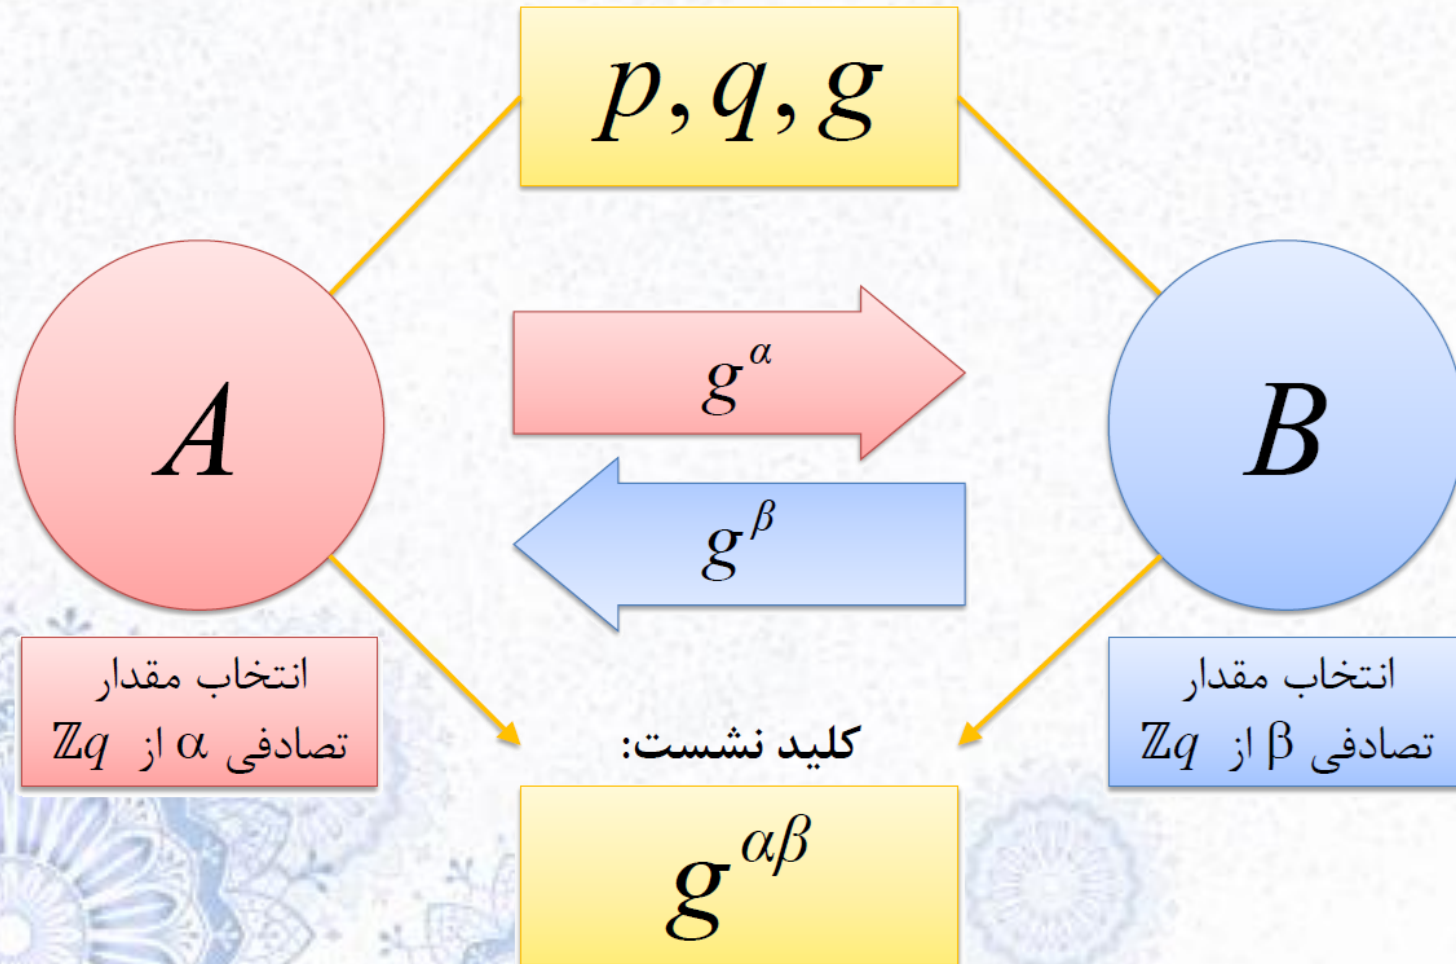 p, q, g
A
g^α
B
g^β
انتخاب مقدار
تصادفی α از ℤq
انتخاب مقدار
تصادفی β از ℤq
کلید نشست:
g^αβ